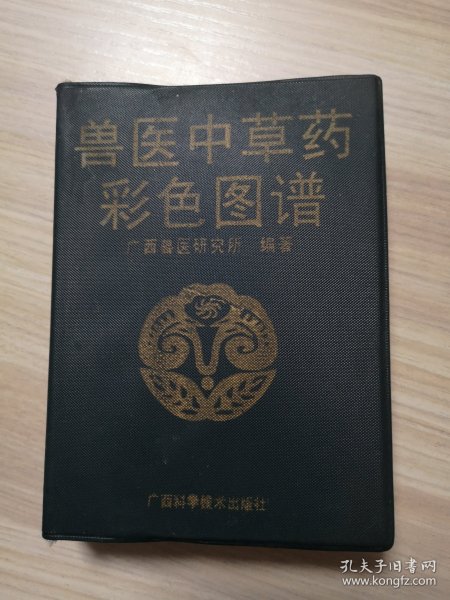 兽医中草药
彩色图谱
广西兽医研究所 编著
广西科学技术出版社
孔夫子旧书网
www.kongfz.com